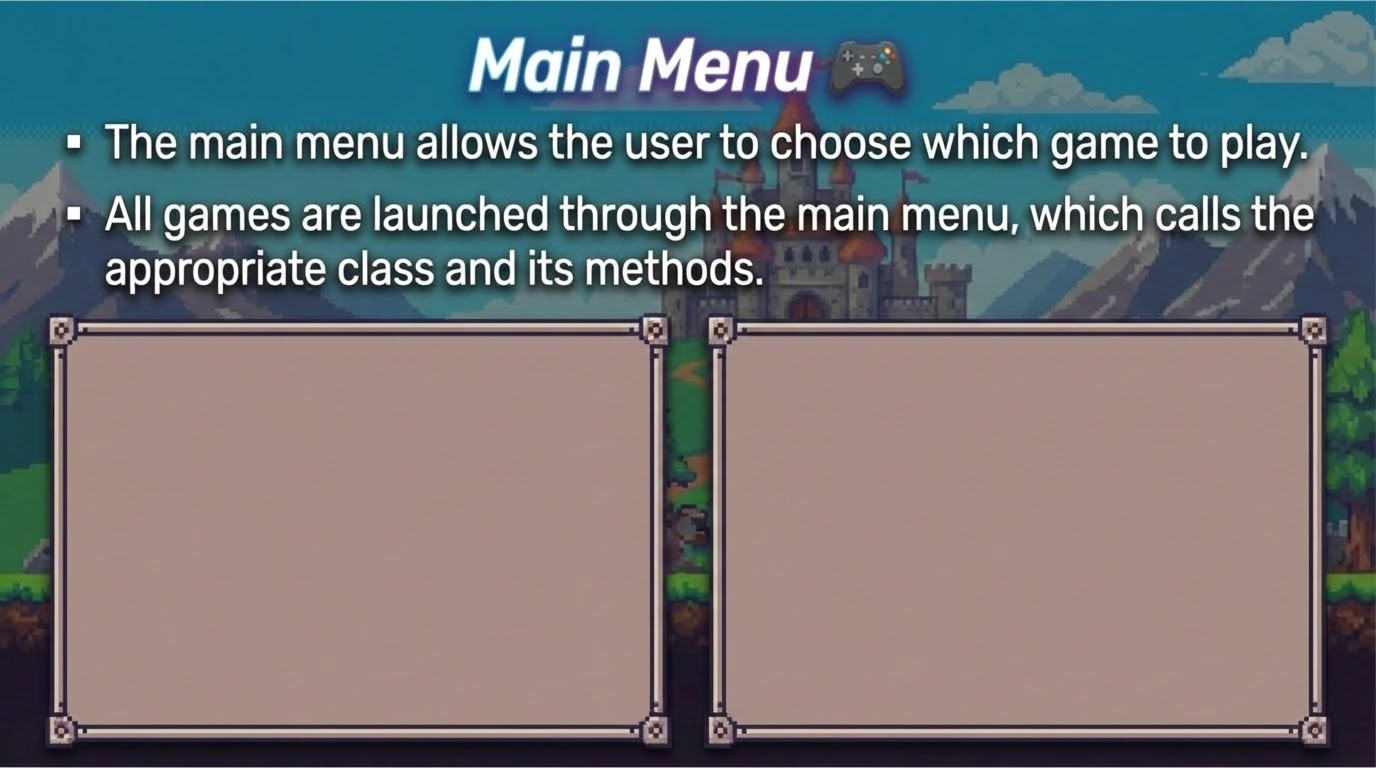 Main Menu 🎮
▪ The main menu allows the user to choose which game to play.
▪ All games are launched through the main menu, which calls the
appropriate class and its methods.